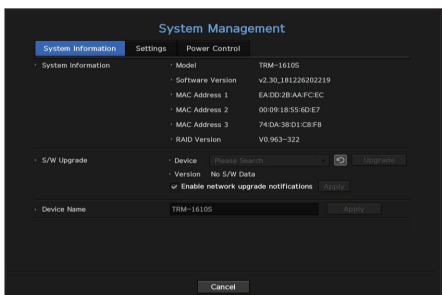 System Management
System Information Settings Power Control
System Information Model TRM-1610S
Software Version v2.30_181226202219
MAC Address 1 EA:DD:2B:AA:FC:EC
MAC Address 2 00:09:18:55:6D:E7
MAC Address 3 74:DA:38:D1:C8:F8
RAID Version V0.963-322
S/W Upgrade Device Please Search Upgrade
Version No S/W Data
Enable network upgrade notifications Apply
Device Name TRM-1610S Apply
Cancel